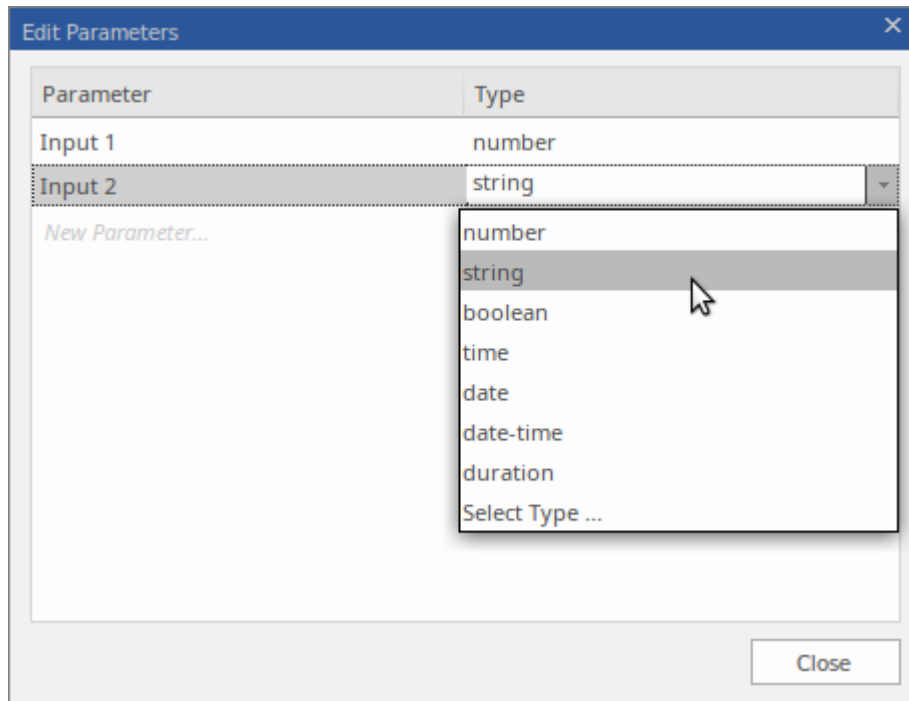 Edit Parameters
Parameter Type
Input 1 number
Input 2 string
New Parameter...
number
string
boolean
time
date
date-time
duration
Select Type ...
Close